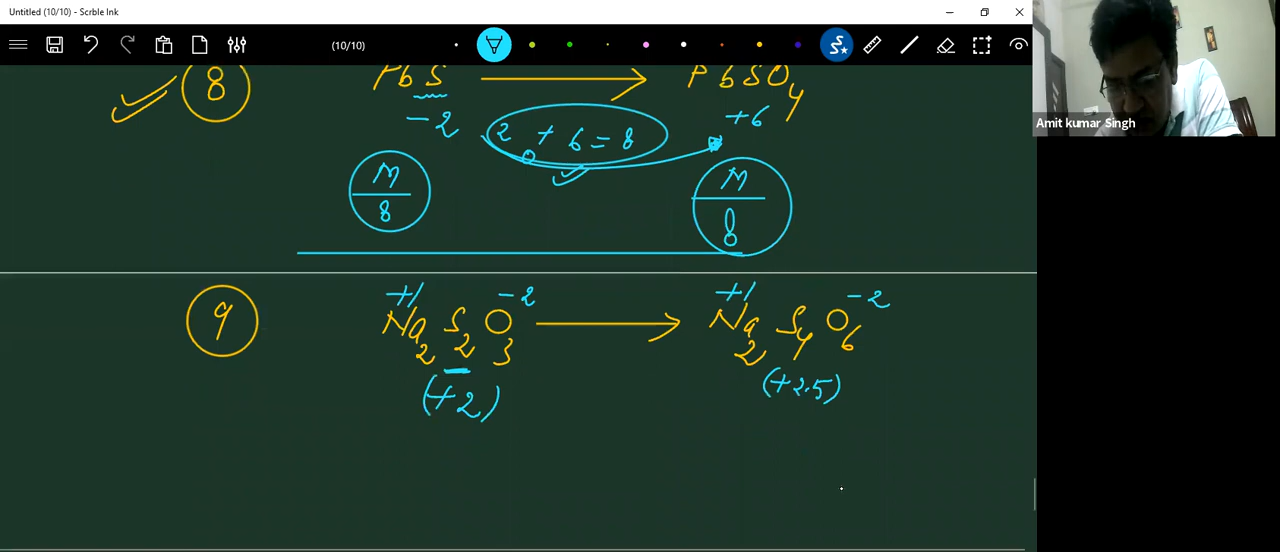 Untitled (10/10) - Scrble Ink
(10/10)
Amit kumar Singh
8 PbS → PbSO4
-2 2 + 6 = 8 +6
M/8 M/8
+1 -2 +1 -2
9 Na2S2O3 → Na2S4O6
(+2) (+2.5)